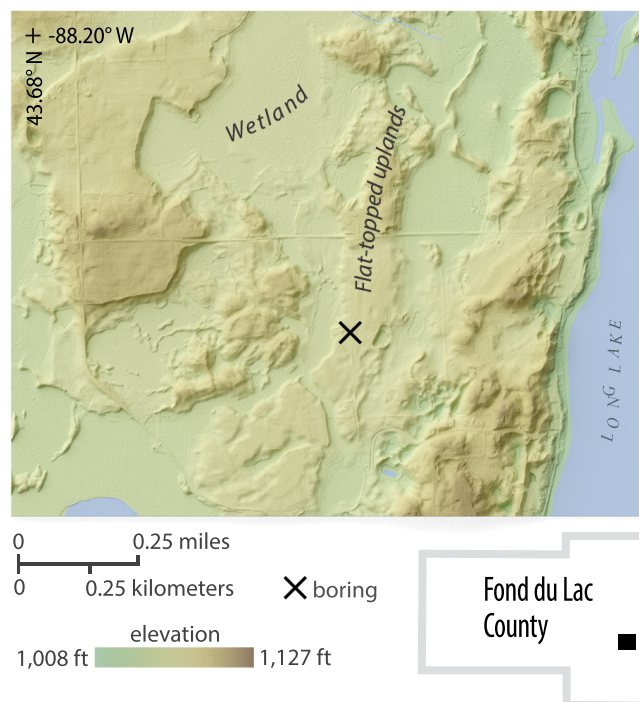 + -88.20° W
43.68° N
Wetland
Flat-topped uplands
LONG LAKE
0 0.25 miles
0 0.25 kilometers
× boring
elevation
1,008 ft 1,127 ft
Fond du Lac
County